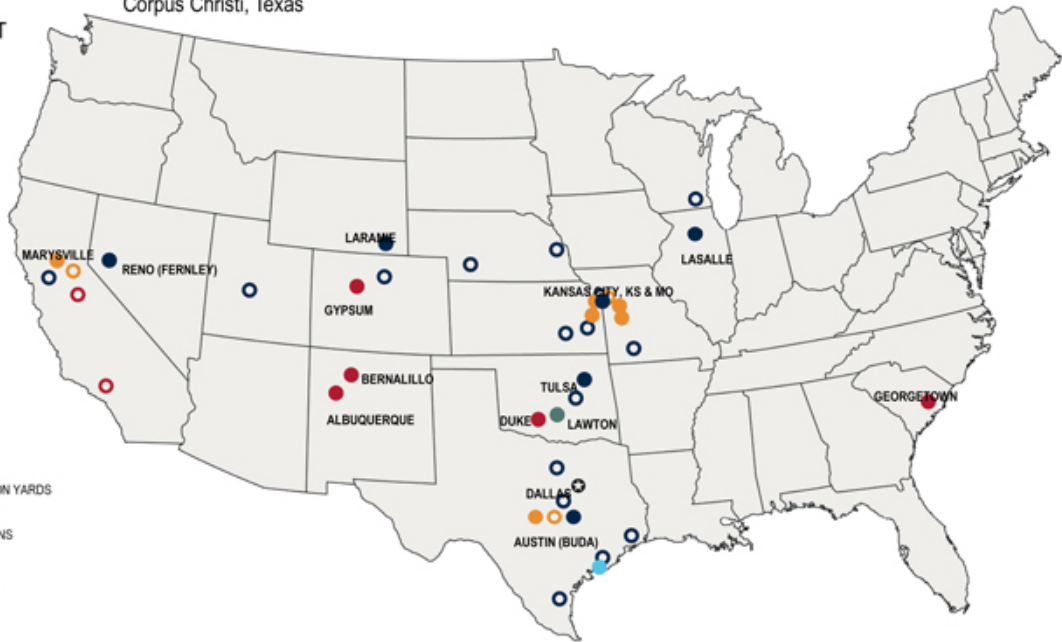 Corpus Christi, Texas
T
LARAMIE
MARYSVILLE
RENO (FERNLEY)
LASALLE
GYPSUM
KANSAS CITY, KS & MO
BERNALILLO
TULSA
GEORGETOWN
ALBUQUERQUE
DUKE
LAWTON
ON YARDS
DALLAS
NS
AUSTIN (BUDA)